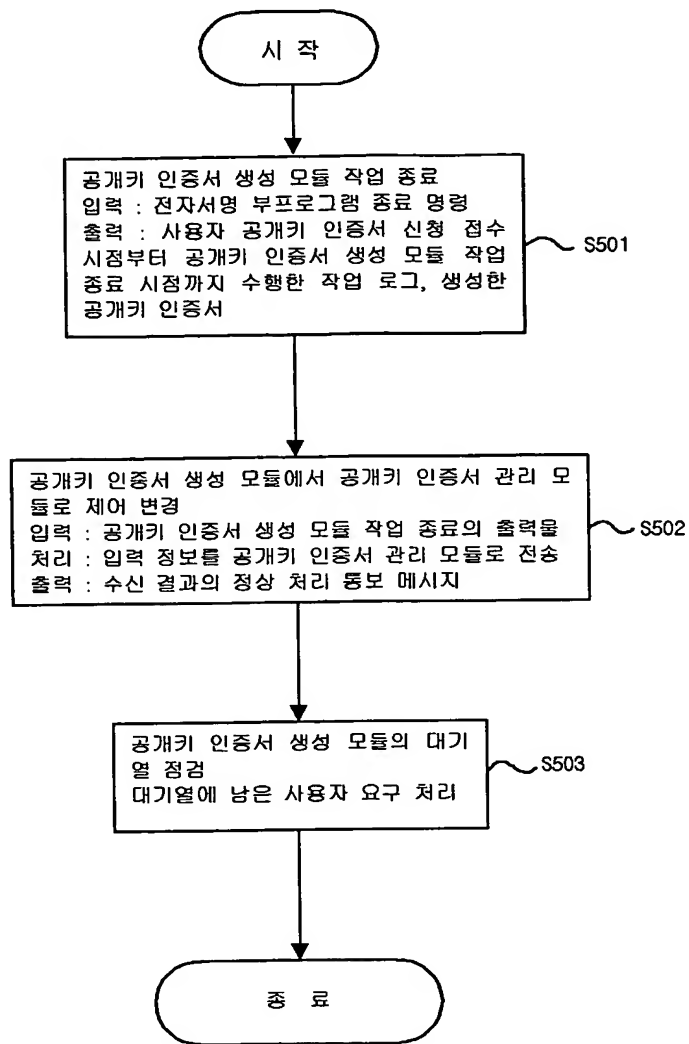 시 작
공개키 인증서 생성 모듈 작업 종료
입력 : 전자서명 부프로그램 종료 명령
출력 : 사용자 공개키 인증서 신청 접수
시점부터 공개키 인증서 생성 모듈 작업
종료 시점까지 수행한 작업 로그, 생성한
공개키 인증서
S501
공개키 인증서 생성 모듈에서 공개키 인증서 관리 모
듈로 제어 변경
입력 : 공개키 인증서 생성 모듈 작업 종료의 출력물
처리 : 입력 정보를 공개키 인증서 관리 모듈로 전송
출력 : 수신 결과의 정상 처리 통보 메시지
S502
공개키 인증서 생성 모듈의 대기
열 점검
대기열에 남은 사용자 요구 처리
S503
종 료